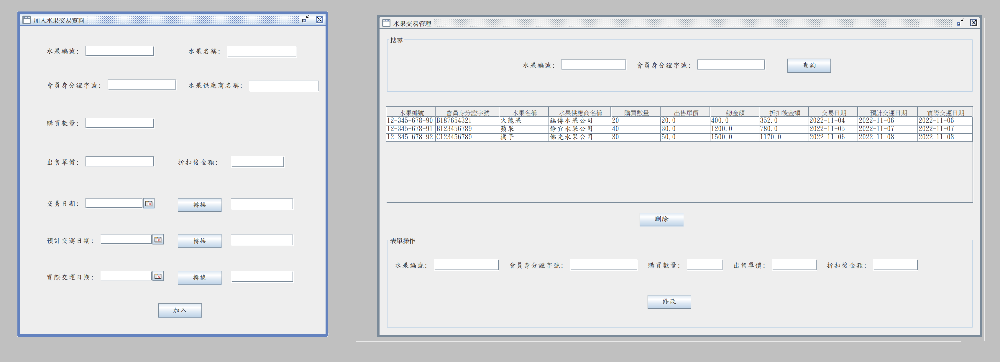 加入水果交易資料
水果編號:
水果名稱:
會員身分證字號:
水果供應商名稱:
購買數量:
出售單價:
折扣後金額:
交易日期:
轉換
預計交運日期:
轉換
實際交運日期:
轉換
加入
水果交易管理
搜尋
水果編號:
會員身分證字號:
查詢
水果編號 會員身分證字號 水果名稱 水果供應商名稱 購買數量 出售單價 總金額 折扣後金額 交易日期 預計交運日期 實際交運日期
12-345-678-90 B187654321 火龍果 銘傳水果公司 20 20.0 400.0 352.0 2022-11-04 2022-11-06 2022-11-06
12-345-678-91 B123456789 蘋果 靜宜水果公司 40 30.0 1200.0 780.0 2022-11-05 2022-11-07 2022-11-07
12-345-678-92 C123456789 橘子 佛光水果公司 30 50.0 1500.0 1170.0 2022-11-06 2022-11-08 2022-11-08
刪除
表單操作
水果編號:
會員身分證字號:
購買數量:
出售單價:
折扣後金額:
修改